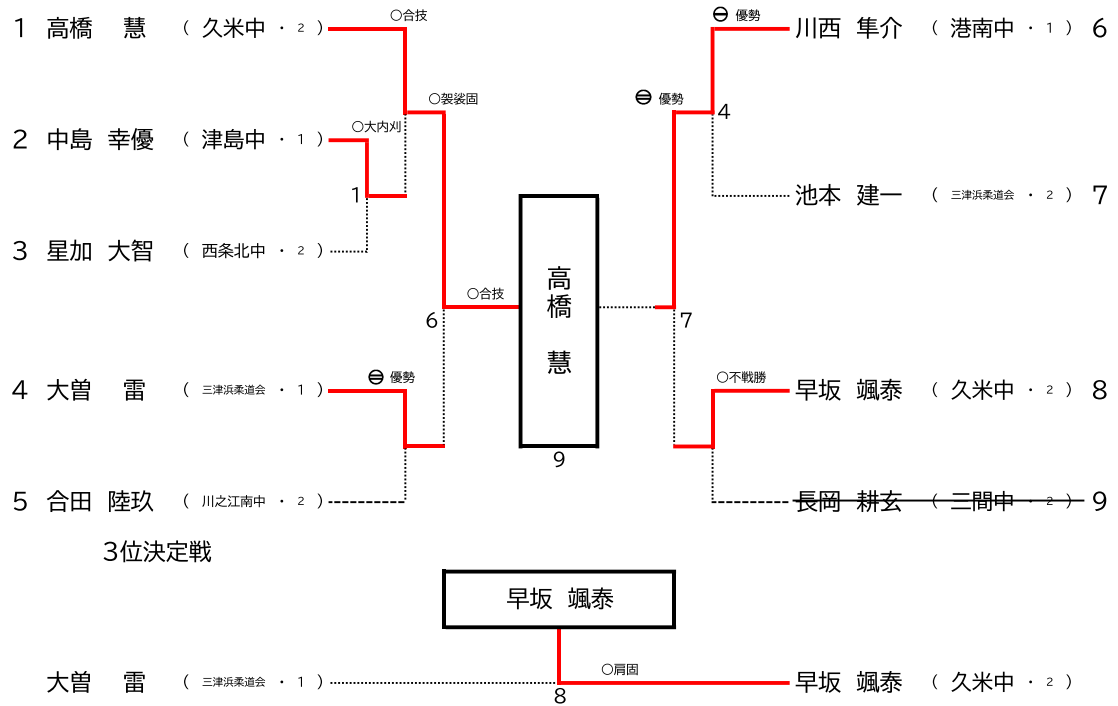 1 高橋 慧 ( 久米中 ・ 2 )
○合技
⊖ 優勢
川西 隼介 ( 港南中 ・ 1 ) 6
○袈裟固
優勢
4
2 中島 幸優 ( 津島中 ・ 1 )
○大内刈
1
池本 建一 ( 三津浜柔道会 ・ 2 ) 7
3 星加 大智 ( 西条北中 ・ 2 )
○合技
高橋 慧
6
7
4 大曽 雷 ( 三津浜柔道会 ・ 1 )
優勢
○不戦勝
早坂 颯泰 ( 久米中 ・ 2 ) 8
9
5 合田 陸玖 ( 川之江南中 ・ 2 )
長岡 耕玄 ( 三間中 ・ 2 ) 9
3位決定戦
早坂 颯泰
○肩固
大曽 雷 ( 三津浜柔道会 ・ 1 )
8
早坂 颯泰 ( 久米中 ・ 2 )